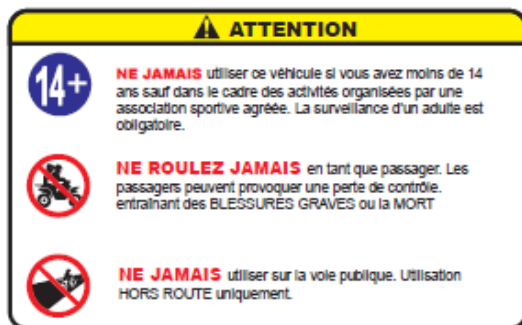 ATTENTION
14+
NE JAMAIS utiliser ce véhicule si vous avez moins de 14
ans sauf dans le cadre des activités organisées par une
association sportive agréée. La surveillance d'un adulte est
obligatoire.
NE ROULEZ JAMAIS en tant que passager. Les
passagers peuvent provoquer une perte de contrôle.
entraînant des BLESSURES GRAVES ou la MORT
NE JAMAIS utiliser sur la voie publique. Utilisation
HORS ROUTE uniquement.